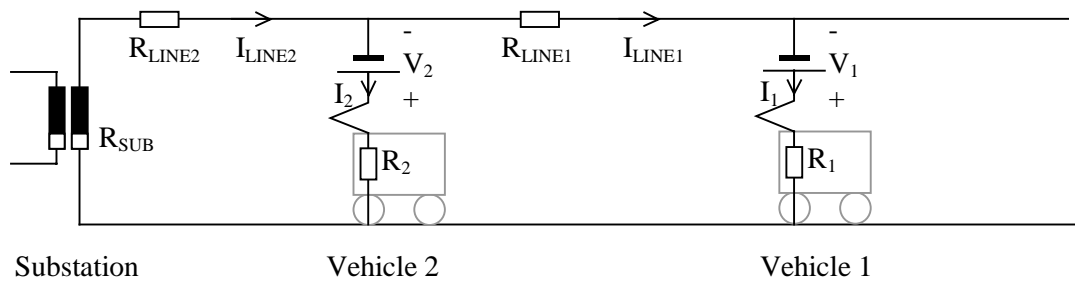 -
-
R_LINE2 I_LINE2 V_2 R_LINE1 I_LINE1 V_1
I_2 + I_1 +
R_SUB R_2 R_1
Substation Vehicle 2 Vehicle 1